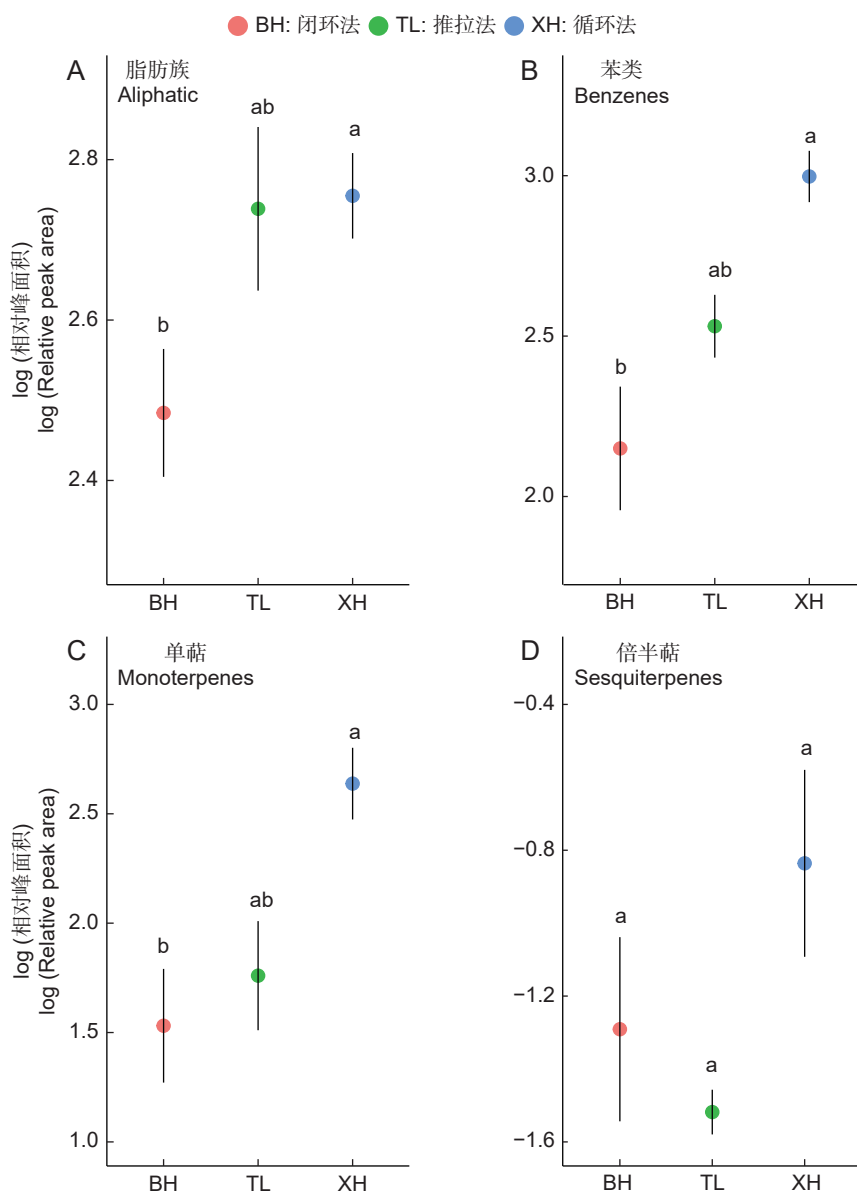 BH: 闭环法 TL: 推拉法 XH: 循环法
A 脂肪族
Aliphatic
log (相对峰面积)
log (Relative peak area)
2.8
2.6
2.4
b
ab
a
BH TL XH
B 苯类
Benzenes
3.0
2.5
2.0
b
ab
a
BH TL XH
C 单萜
Monoterpenes
log (相对峰面积)
log (Relative peak area)
3.0
2.5
2.0
1.5
1.0
b
ab
a
BH TL XH
D 倍半萜
Sesquiterpenes
−0.4
−0.8
−1.2
−1.6
a
a
a
BH TL XH